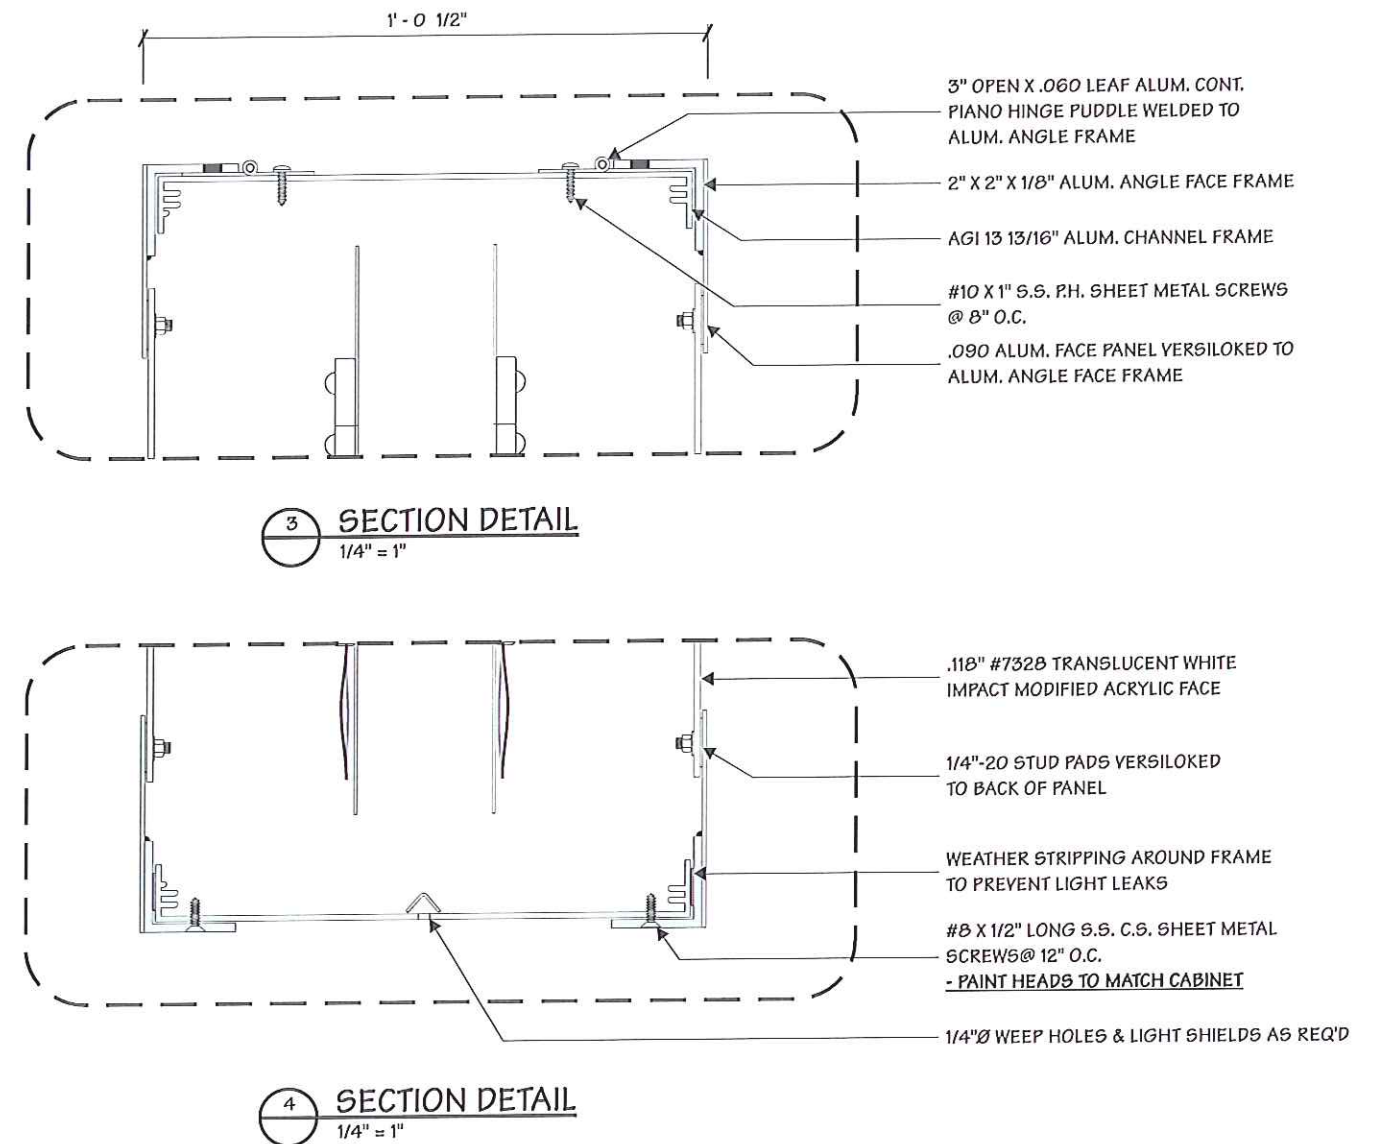 1' - 0 1/2"
3" OPEN X .060 LEAF ALUM. CONT.
PIANO HINGE PUDDLE WELDED TO
ALUM. ANGLE FRAME
2" X 2" X 1/8" ALUM. ANGLE FACE FRAME
AGI 13 13/16" ALUM. CHANNEL FRAME
#10 X 1" S.S. P.H. SHEET METAL SCREWS
@ 8" O.C.
.090 ALUM. FACE PANEL VERSILOKED TO
ALUM. ANGLE FACE FRAME
3 SECTION DETAIL
1/4" = 1"
.118" #7328 TRANSLUCENT WHITE
IMPACT MODIFIED ACRYLIC FACE
1/4"-20 STUD PADS VERSILOKED
TO BACK OF PANEL
WEATHER STRIPPING AROUND FRAME
TO PREVENT LIGHT LEAKS
#8 X 1/2" LONG S.S. C.S. SHEET METAL
SCREWS@ 12" O.C.
- PAINT HEADS TO MATCH CABINET
1/4"Ø WEEP HOLES & LIGHT SHIELDS AS REQ'D
4 SECTION DETAIL
1/4" = 1"